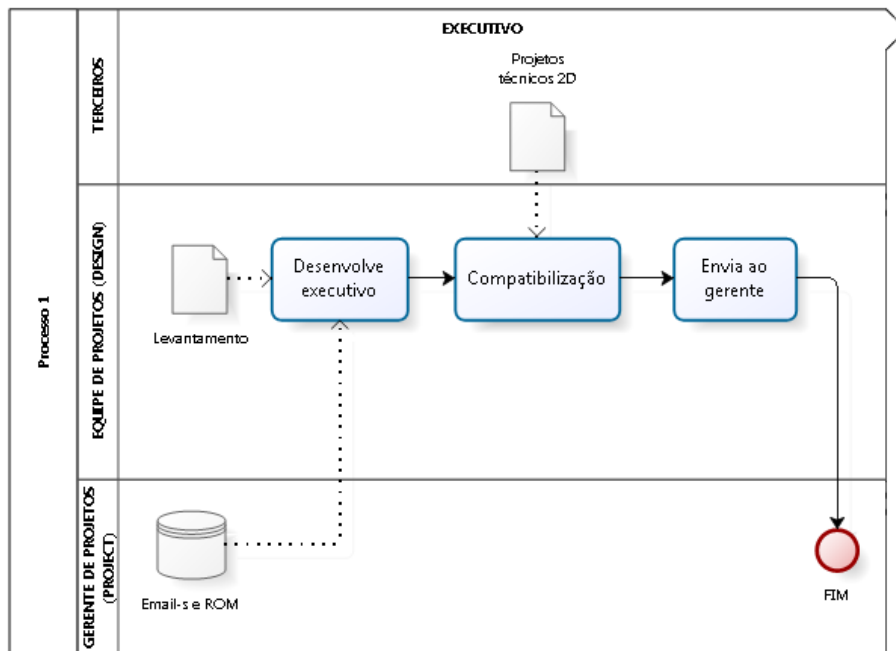 EXECUTIVO
Processo 1
TERCEIROS
Projetos
técnicos 2D
EQUIPE DE PROJETOS (DESIGN)
Levantamento
Desenvolve
executivo
Compatibilização
Envia ao
gerente
GERENTE DE PROJETOS
(PROJECT)
Email-s e ROM
FIM